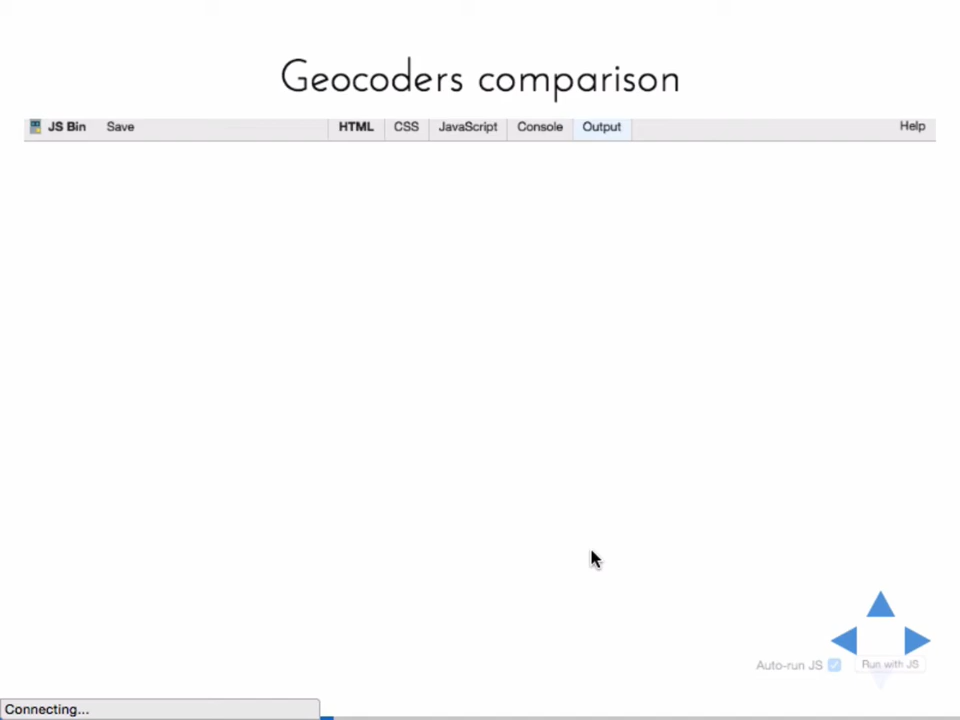 Geocoders comparison
JS Bin Save HTML CSS JavaScript Console Output Help
Auto-run JS Run with JS
Connecting...